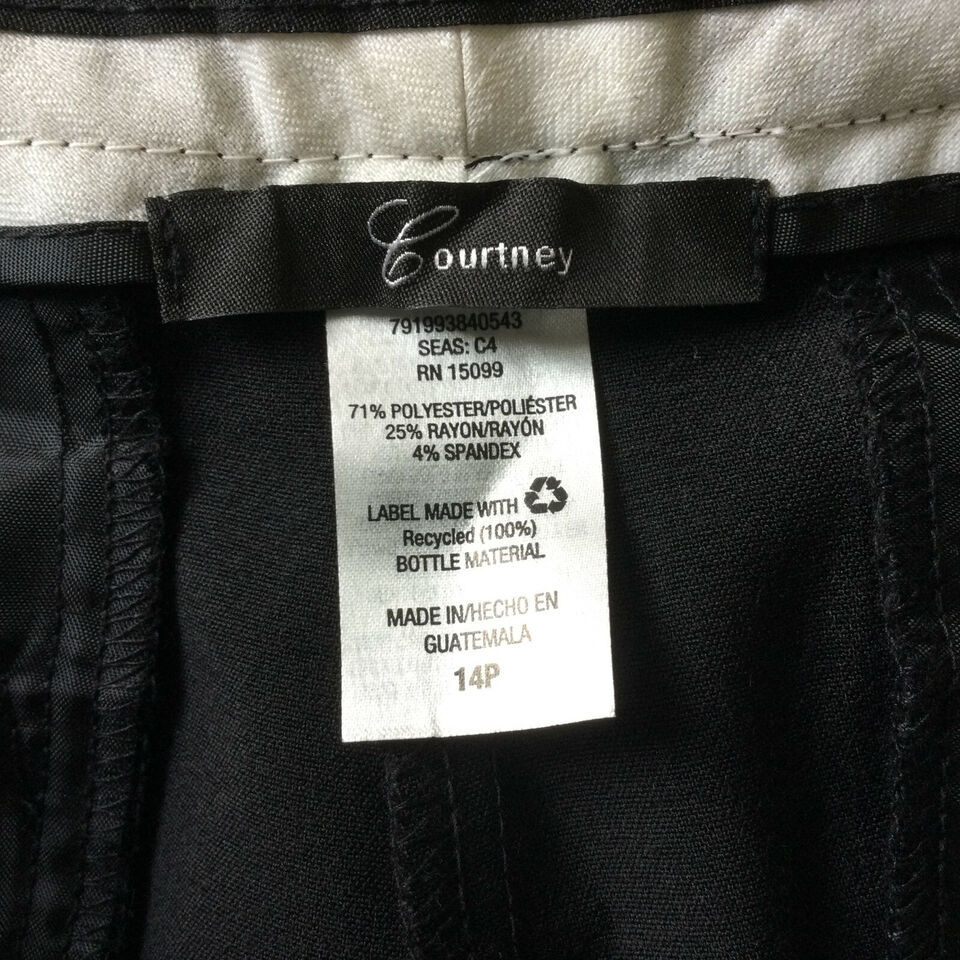 Courtney
791993840543
SEAS: C4
RN 15099
71% POLYESTER/POLIÉSTER
25% RAYON/RAYÓN
4% SPANDEX
LABEL MADE WITH
Recycled (100%)
BOTTLE MATERIAL
MADE IN/HECHO EN
GUATEMALA
14P